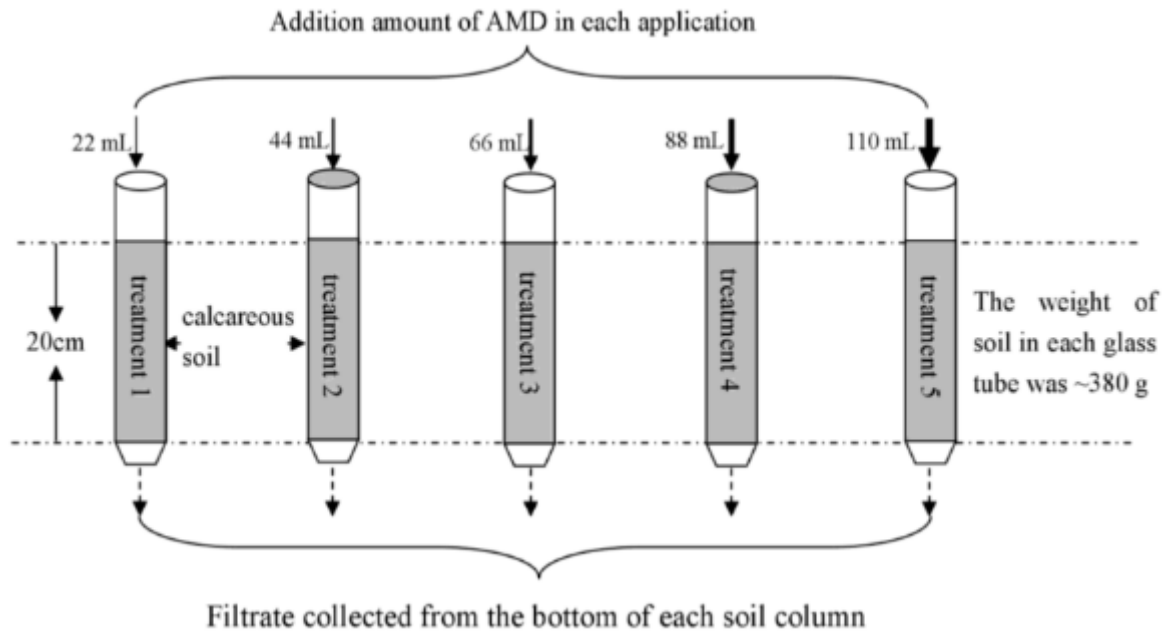 Addition amount of AMD in each application
22 mL
44 mL
66 mL
88 mL
110 mL
treatment 1
treatment 2
treatment 3
treatment 4
treatment 5
20cm
calcareous
soil
The weight of
soil in each glass
tube was ~380 g
Filtrate collected from the bottom of each soil column